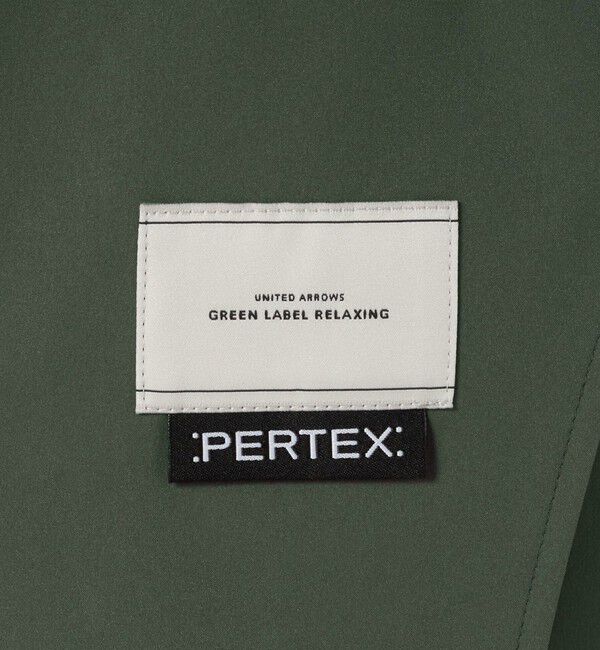 UNITED ARROWS
GREEN LABEL RELAXING
:PERTEX: